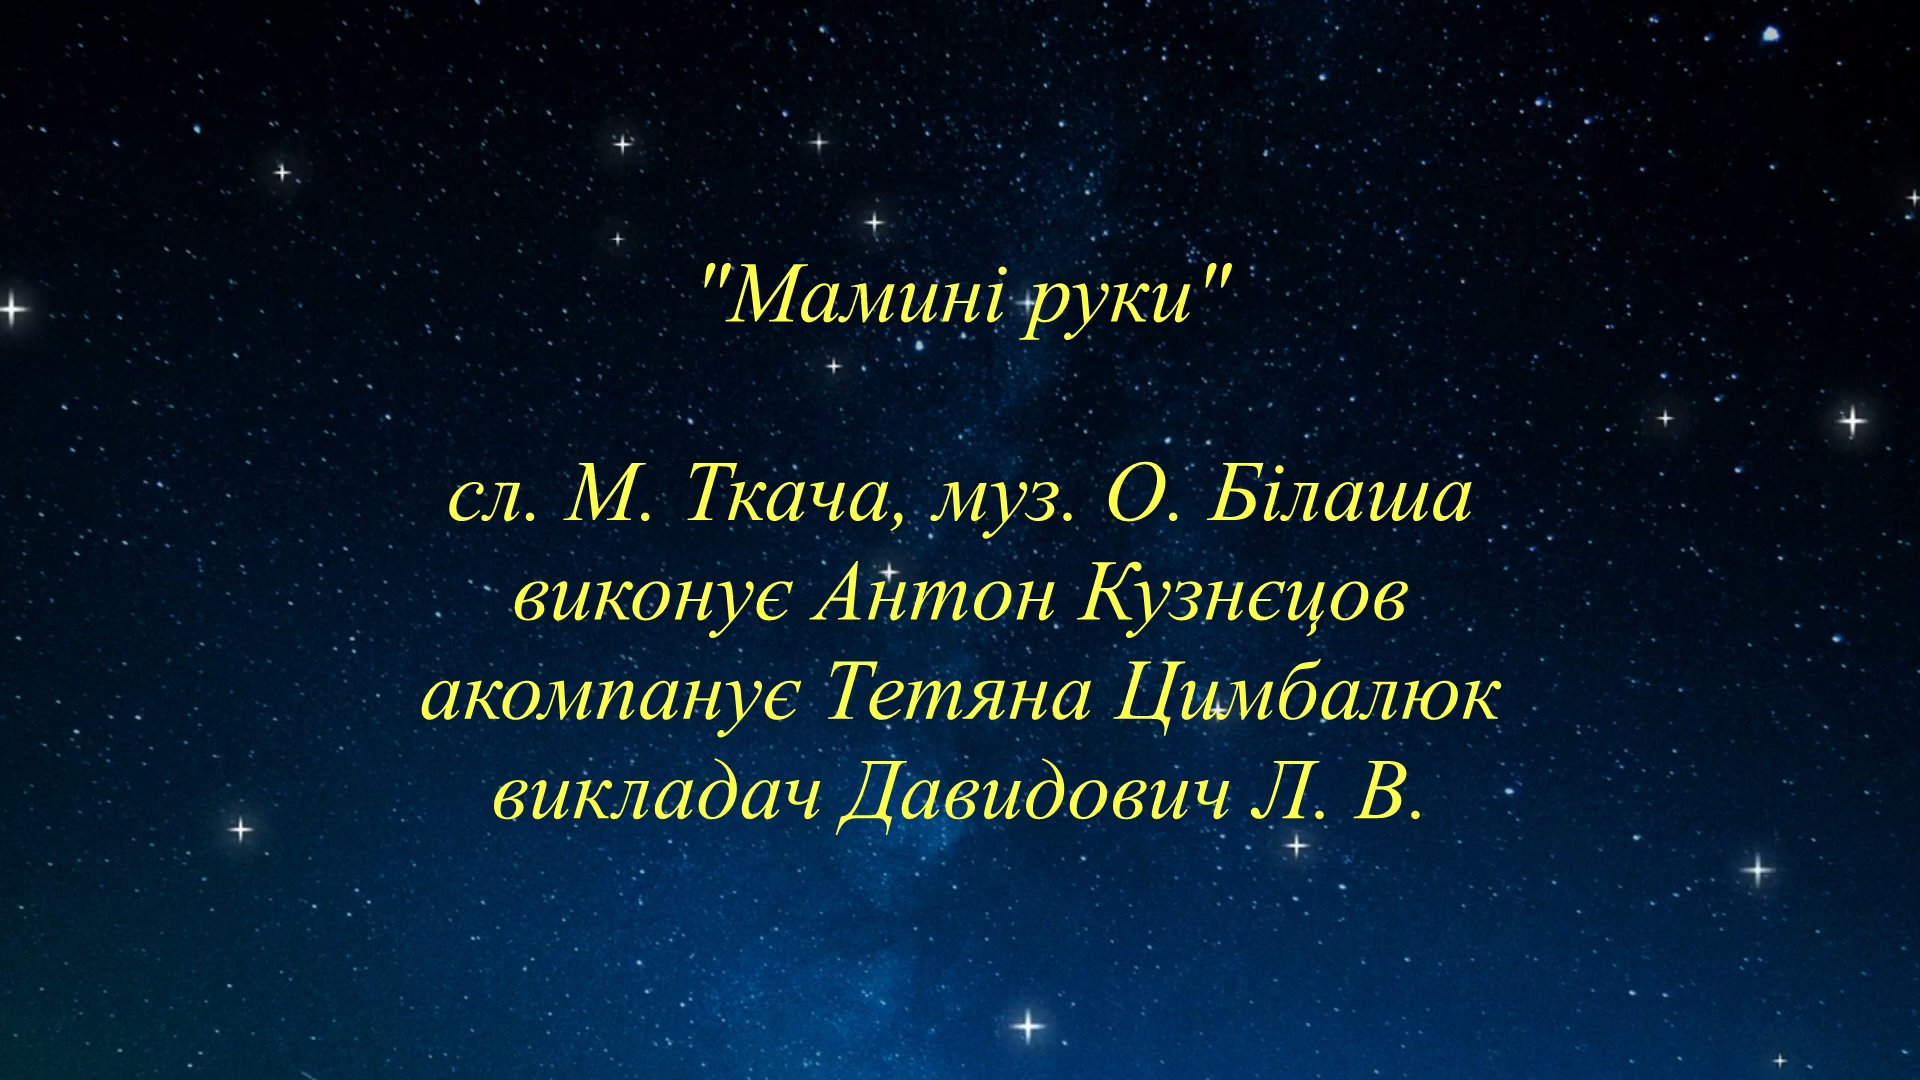 "Мамині руки"
сл. М. Ткача, муз. О. Білаша
виконує Антон Кузнєцов
акомпанує Тетяна Цимбалюк
викладач Давидович Л. В.